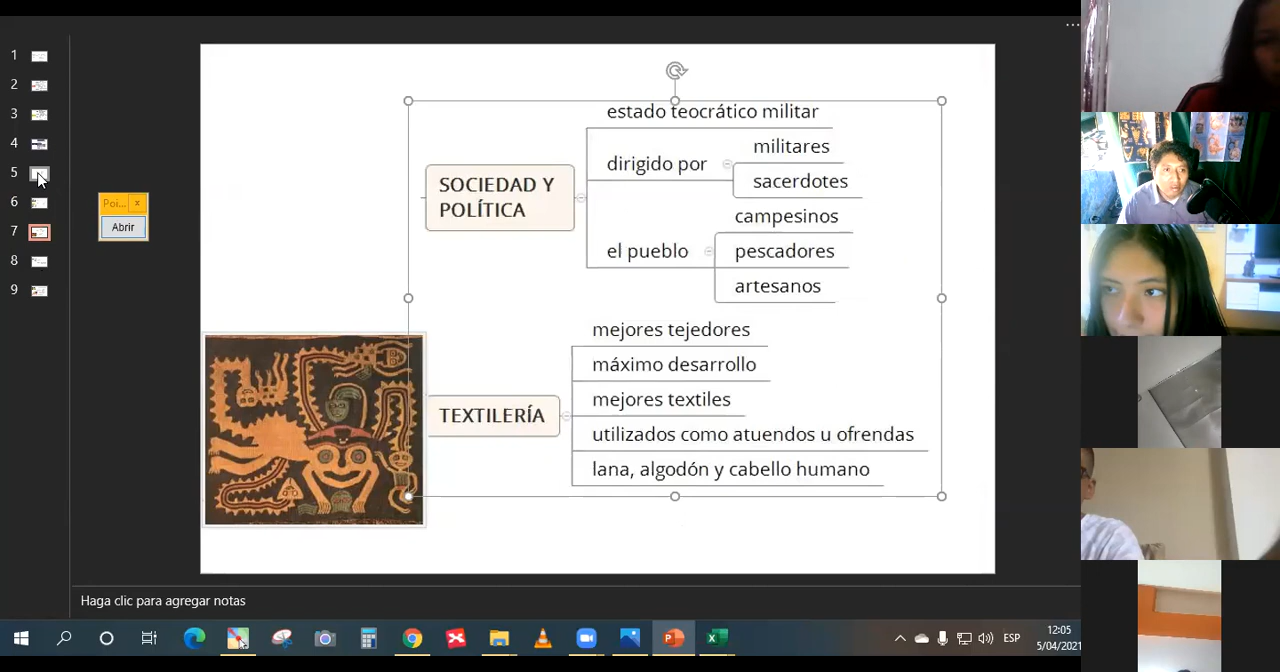 1
2
3
4
5
6
7
8
9
Poi... x
Abrir
SOCIEDAD Y
POLÍTICA
estado teocrático militar
dirigido por
militares
sacerdotes
el pueblo
campesinos
pescadores
artesanos
TEXTILERÍA
mejores tejedores
máximo desarrollo
mejores textiles
utilizados como atuendos u ofrendas
lana, algodón y cabello humano
Haga clic para agregar notas
ESP
12:05
5/04/2021